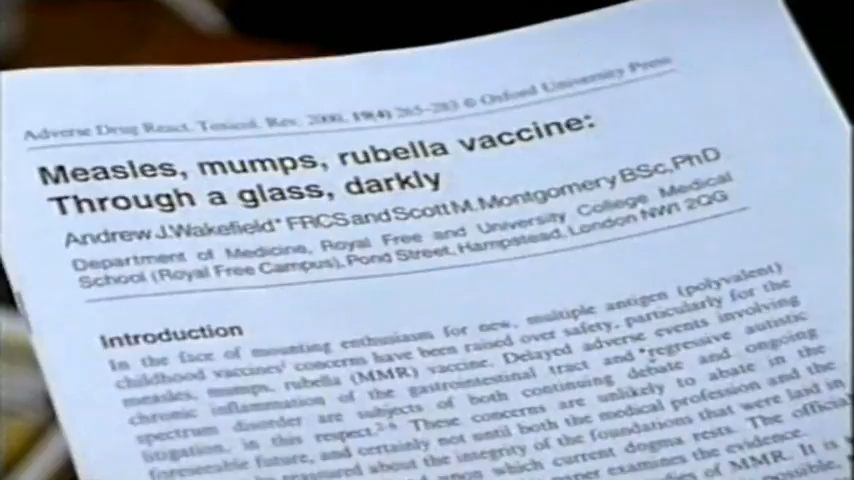 Adverse Drug React. Toxicol. Rev. 2000, 19(4) 265-283 © Oxford University Press
Measles, mumps, rubella vaccine:
Through a glass, darkly
Andrew J. Wakefield* FRCS and Scott M. Montgomery BSc, PhD
Department of Medicine, Royal Free and University College Medical
School (Royal Free Campus), Pond Street, Hampstead, London NW1 2QG
Introduction
In the face of mounting enthusiasm for new, multiple antigen (polyvalent)
childhood vaccines' concerns have been raised over safety, particularly for the
measles, mumps, rubella (MMR) vaccine. Delayed adverse events involving
chronic inflammation of the gastrointestinal tract and regressive autistic
spectrum disorder are subjects of both continuing debate and ongoing
litigation, in this respect. These concerns are unlikely to abate in the
foreseeable future, and certainly not until both the medical profession and the
be reassured about the integrity of the foundations that were laid in
upon which current dogma rests. The official
paper examines the evidence.
of MMR. It is
possible,